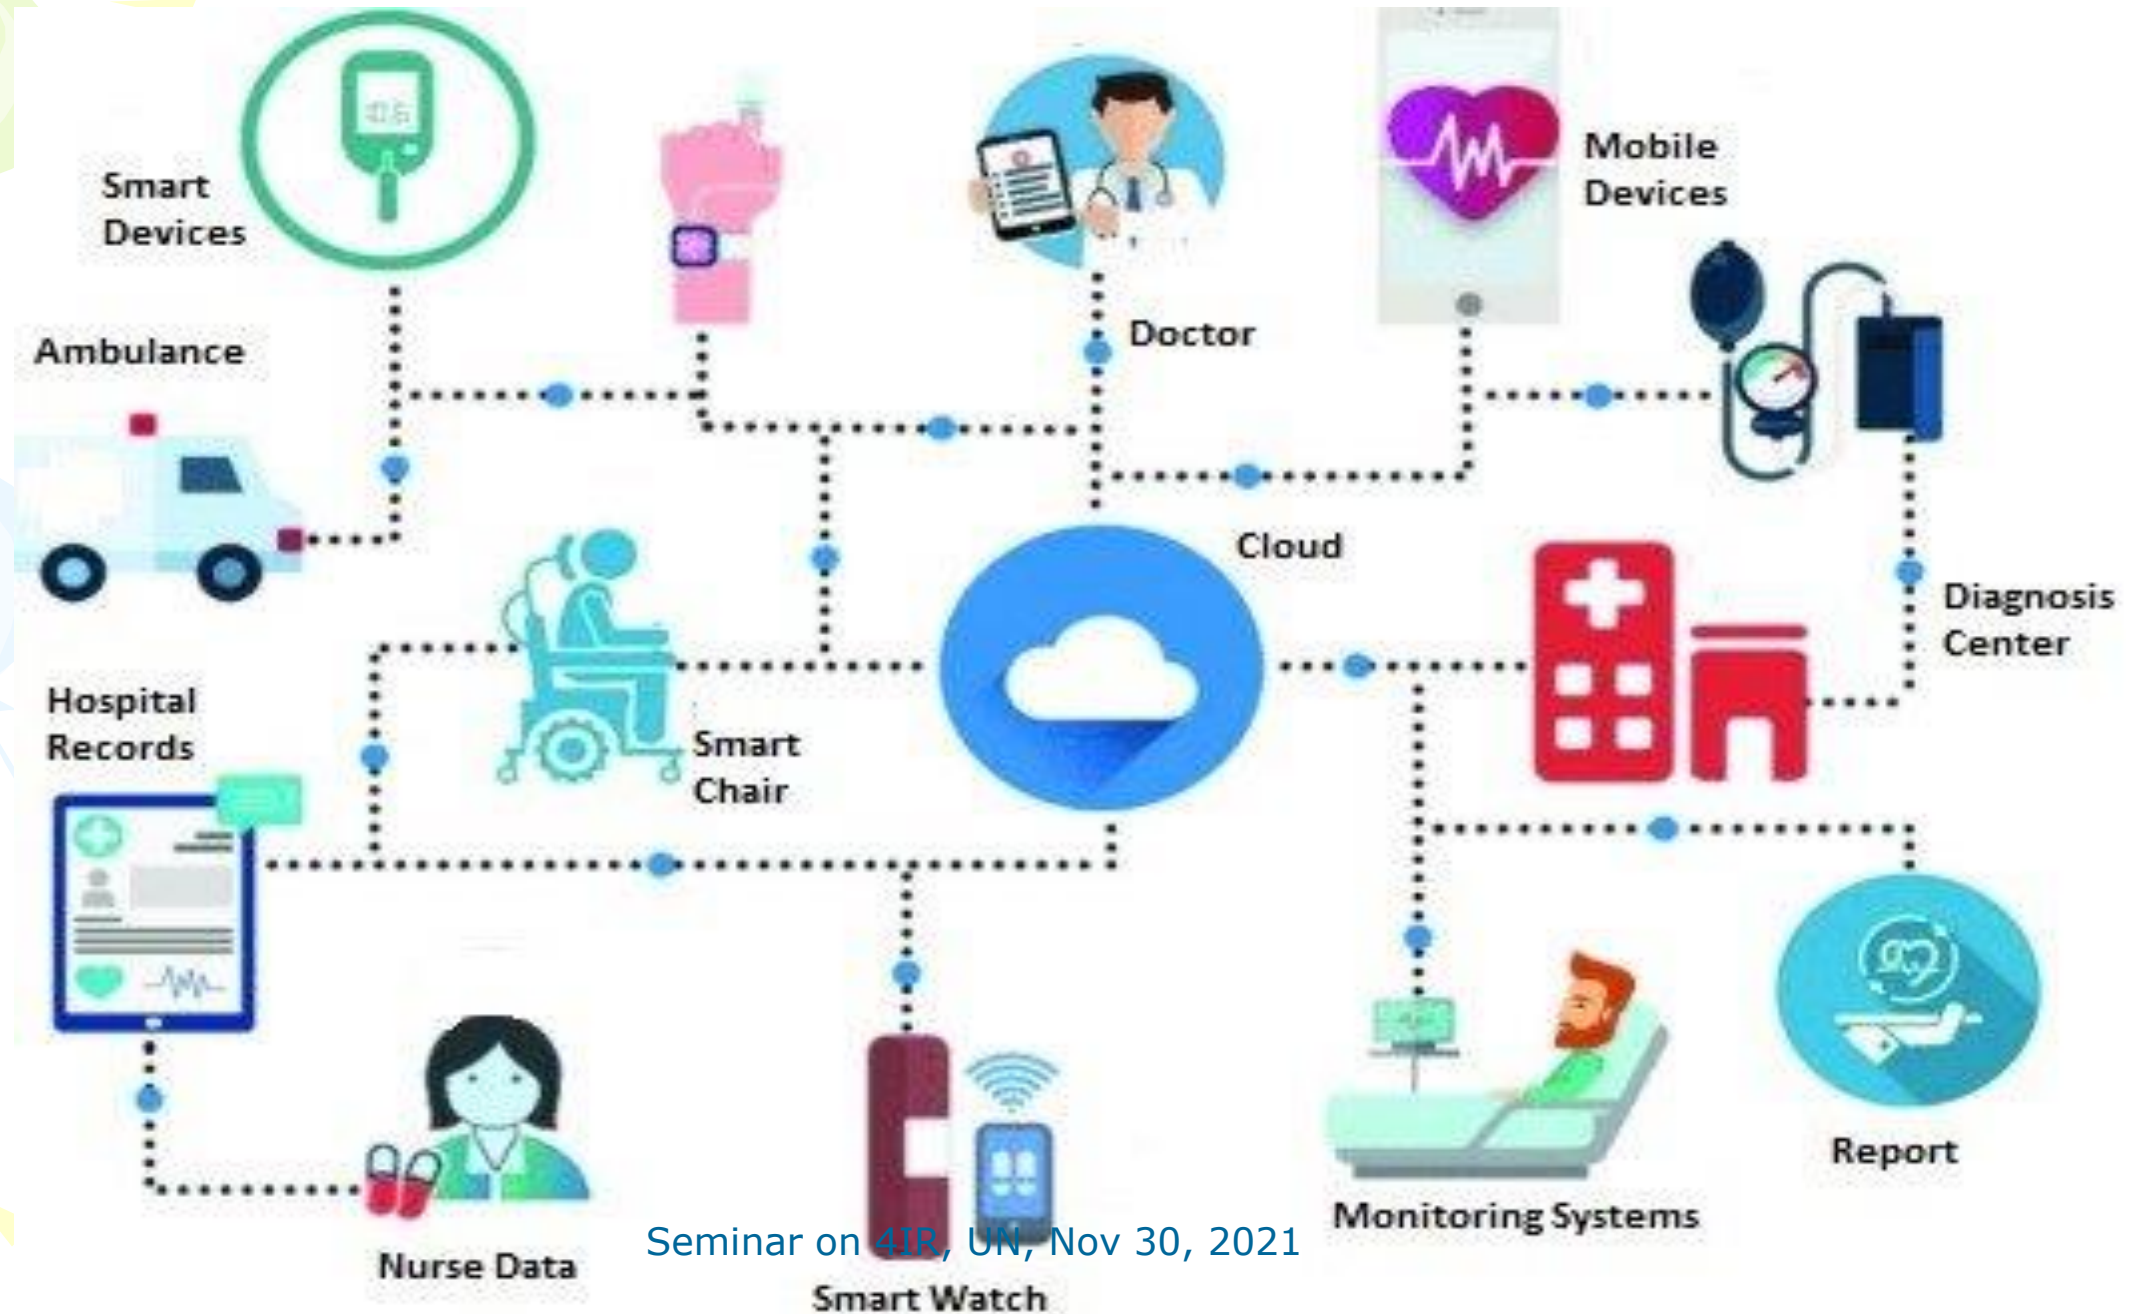 Smart
Devices
Mobile
Devices
Doctor
Ambulance
Cloud
Diagnosis
Center
Hospital
Records
Smart
Chair
Report
Monitoring Systems
Seminar on 4IR, UN, Nov 30, 2021
Nurse Data
Smart Watch